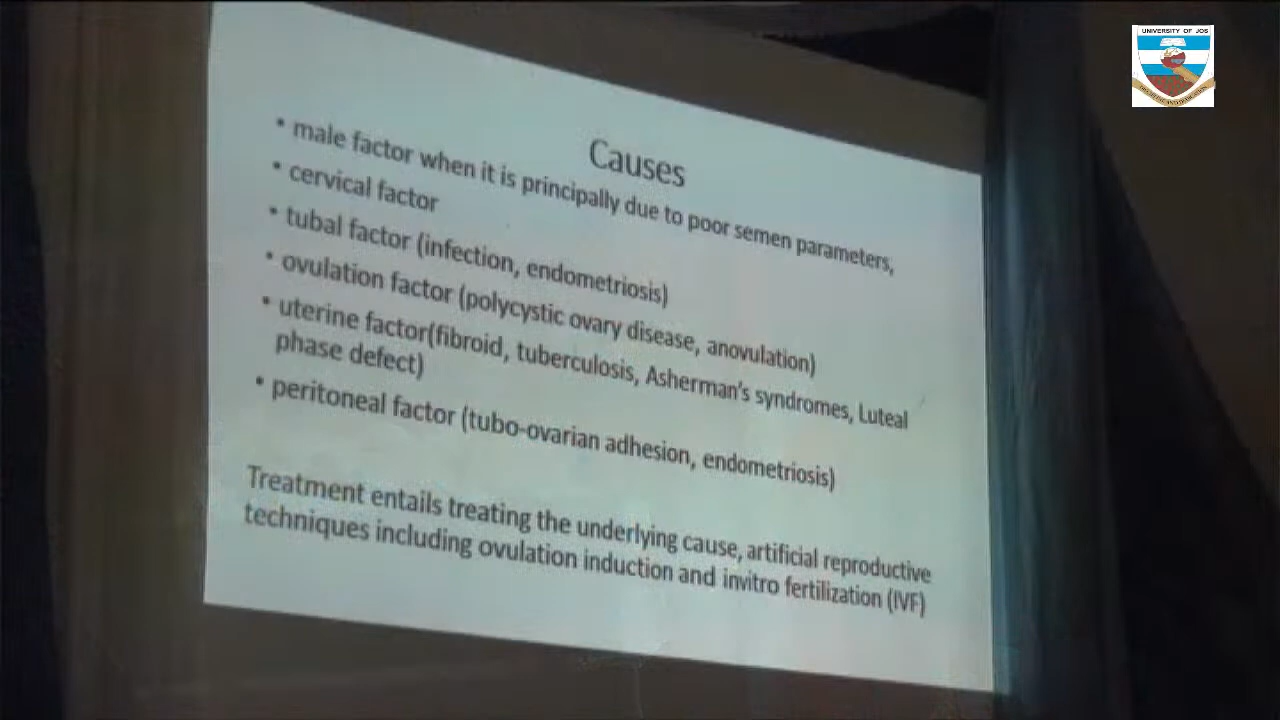 UNIVERSITY OF JOS
Causes
• male factor when it is principally due to poor semen parameters,
• cervical factor
• tubal factor (infection, endometriosis)
• ovulation factor (polycystic ovary disease, anovulation)
• uterine factor(fibroid, tuberculosis, Asherman's syndromes, Luteal
phase defect)
• peritoneal factor (tubo-ovarian adhesion, endometriosis)
Treatment entails treating the underlying cause, artificial reproductive
techniques including ovulation induction and invitro fertilization (IVF)